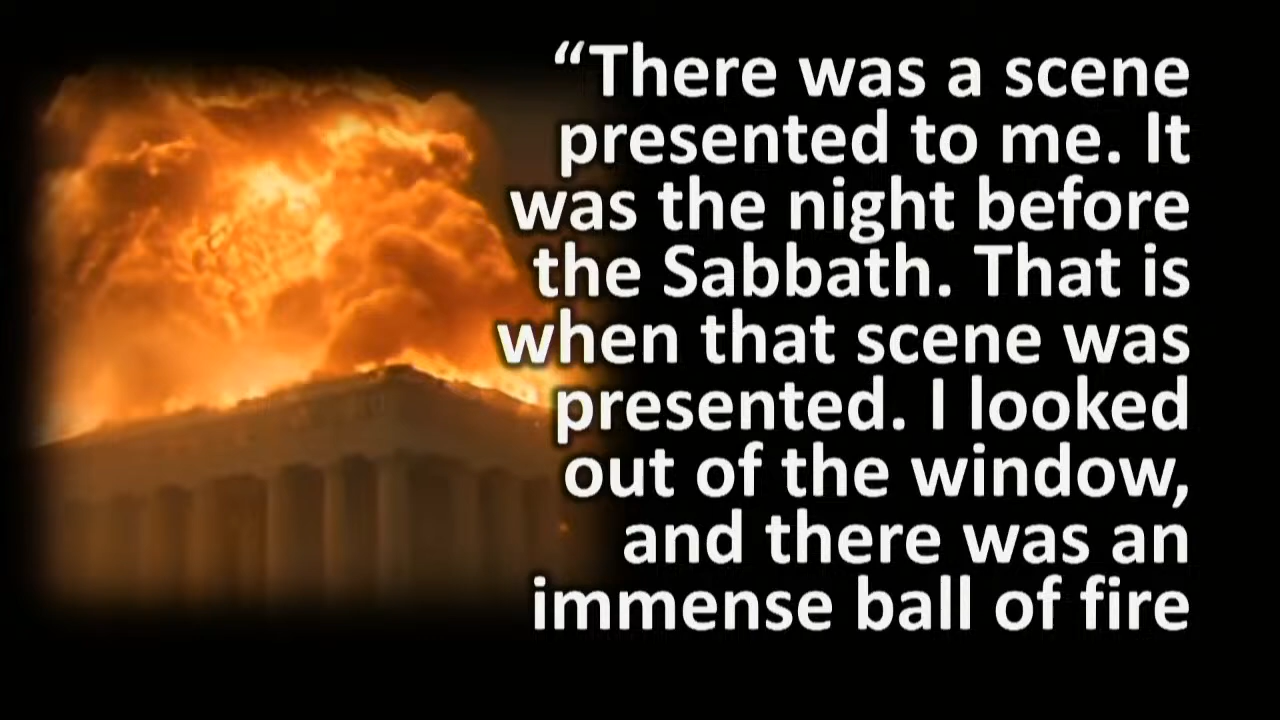 “There was a scene
presented to me. It
was the night before
the Sabbath. That is
when that scene was
presented. I looked
out of the window,
and there was an
immense ball of fire